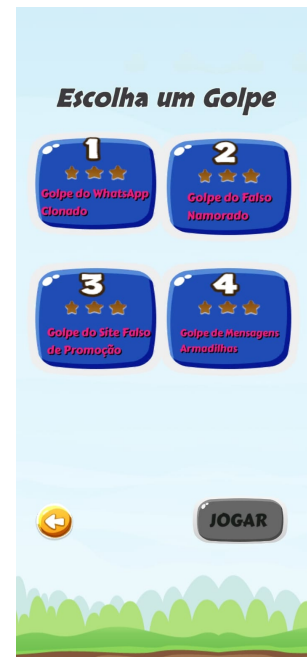 Escolha um Golpe
1
Golpe do WhatsApp
Clonado
2
Golpe do Falso
Namorado
3
Golpe do Site Falso
de Promoção
4
Golpe de Mensagens
Armadilhas
JOGAR